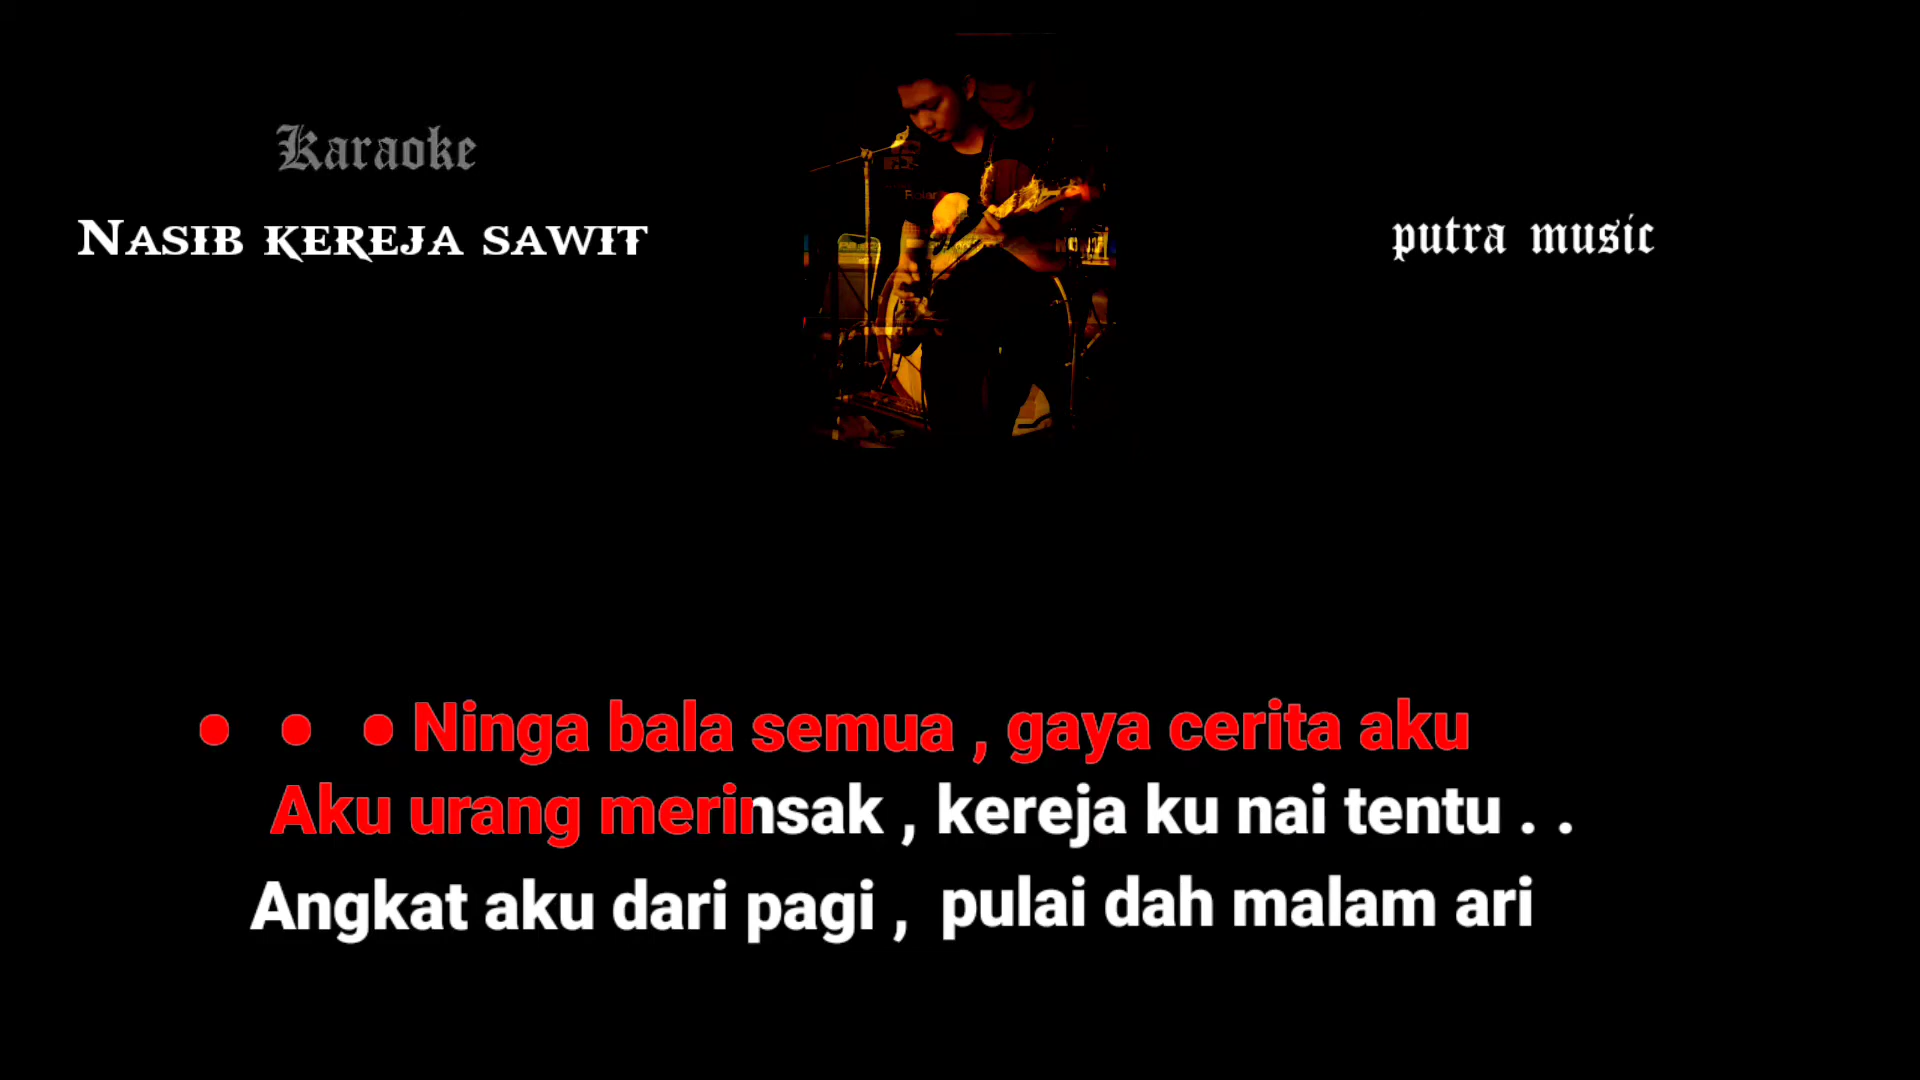 Karaoke
Nasib kereja sawit
putra music
● ● ● Ninga bala semua , gaya cerita aku
Aku urang merinsak , kereja ku nai tentu . .
Angkat aku dari pagi , pulai dah malam ari